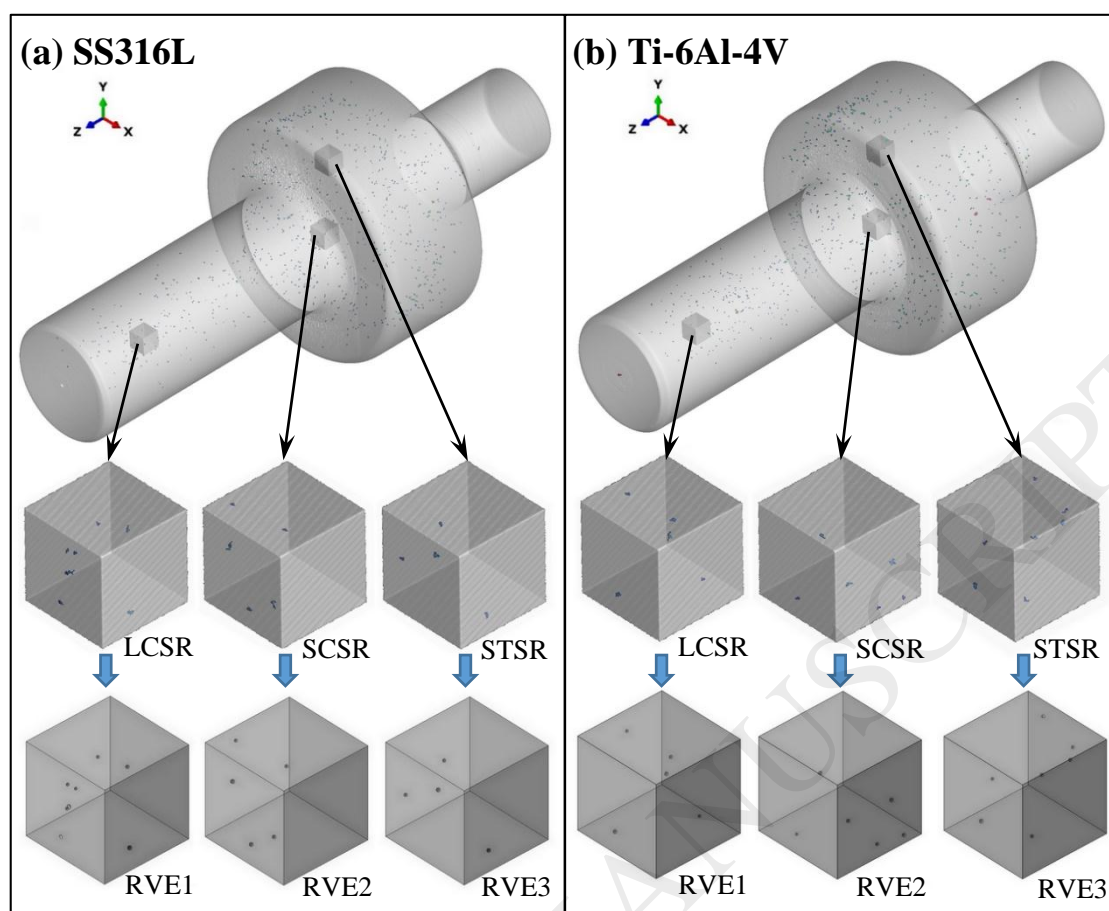 (a) SS316L
Y
Z
X
LCSR
SCSR
STSR
RVE1
RVE2
RVE3
(b) Ti-6Al-4V
Y
Z
X
LCSR
SCSR
STSR
RVE1
RVE2
RVE3